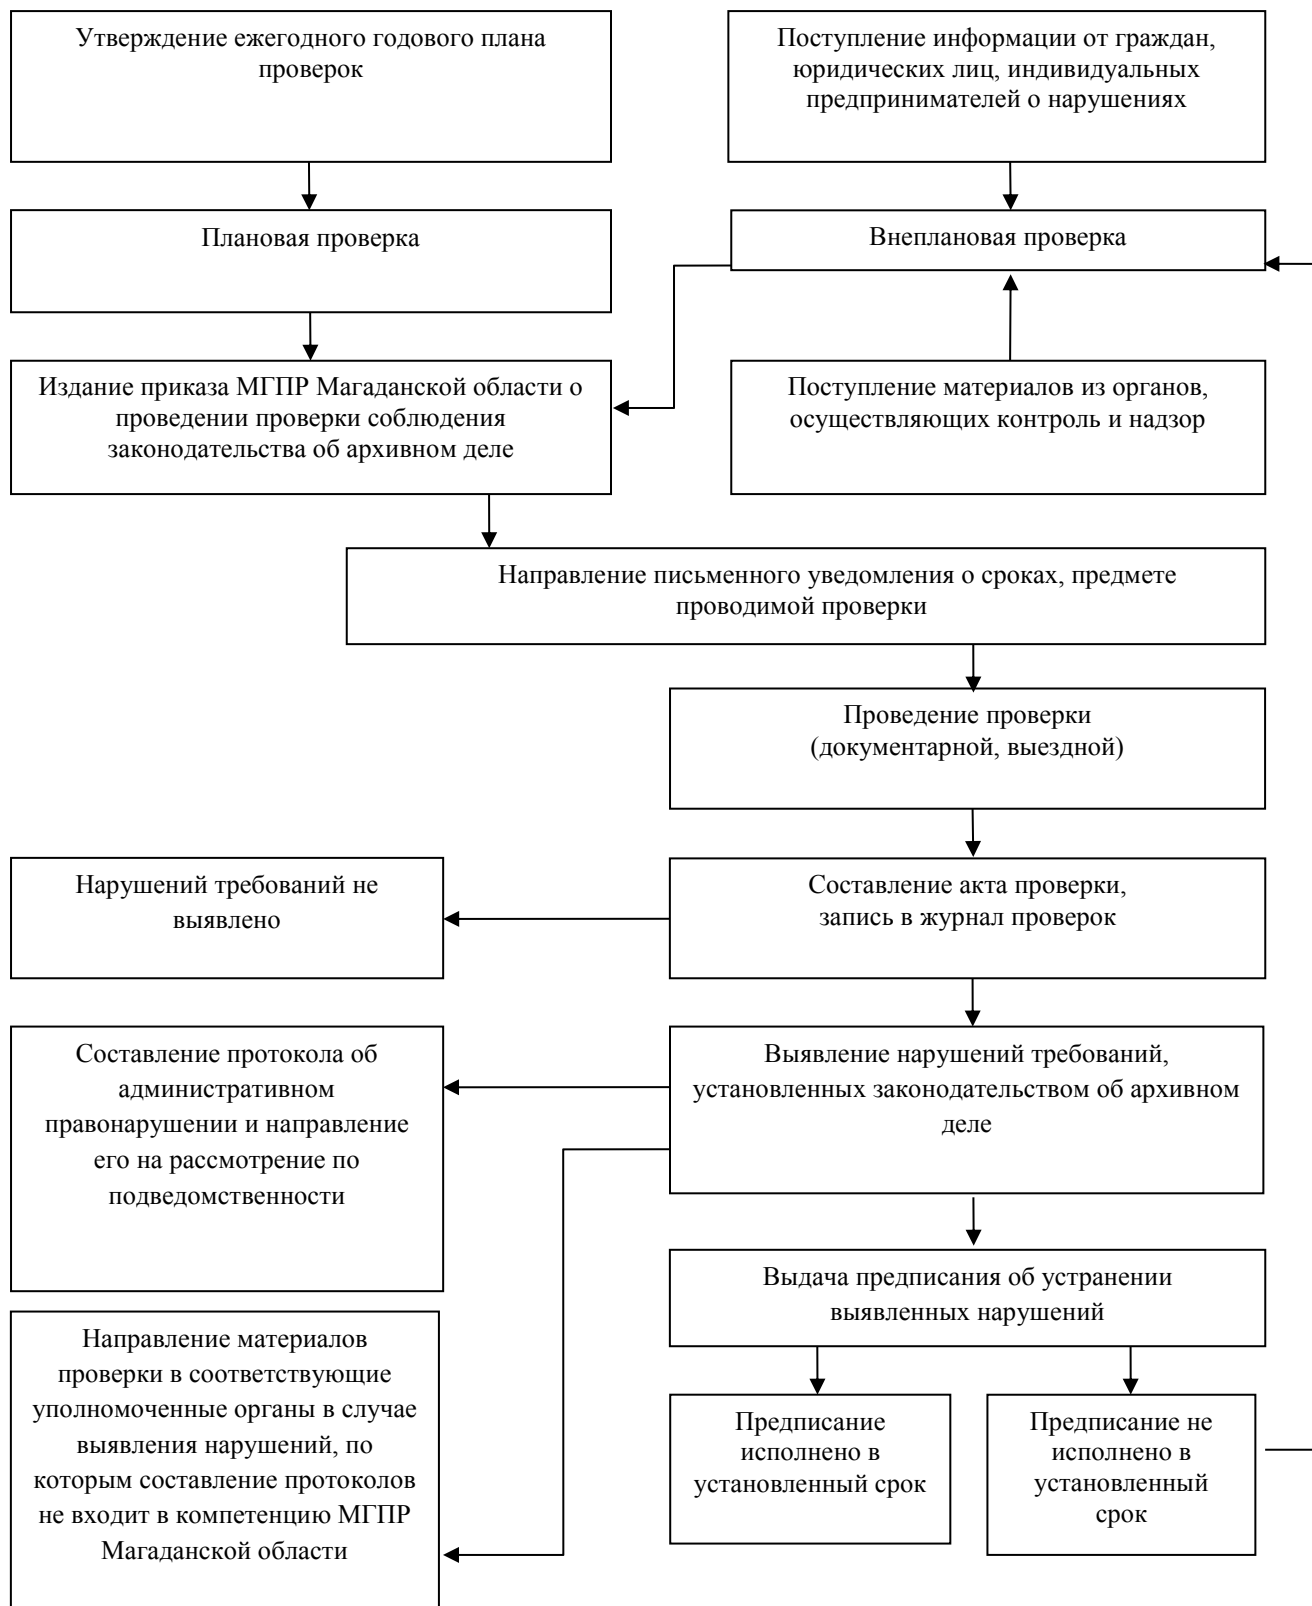 Утверждение ежегодного годового плана
проверок
Поступление информации от граждан,
юридических лиц, индивидуальных
предпринимателей о нарушениях
Плановая проверка
Внеплановая проверка
Издание приказа МГПР Магаданской области о
проведении проверки соблюдения
законодательства об архивном деле
Поступление материалов из органов,
осуществляющих контроль и надзор
Направление письменного уведомления о сроках, предмете
проводимой проверки
Проведение проверки
(документарной, выездной)
Нарушений требований не
выявлено
Составление акта проверки,
запись в журнал проверок
Составление протокола об
административном
правонарушении и направление
его на рассмотрение по
подведомственности
Выявление нарушений требований,
установленных законодательством об архивном
деле
Выдача предписания об устранении
выявленных нарушений
Направление материалов
проверки в соответствующие
уполномоченные органы в случае
выявления нарушений, по
которым составление протоколов
не входит в компетенцию МГПР
Магаданской области
Предписание
исполнено в
установленный срок
Предписание не
исполнено в
установленный
срок